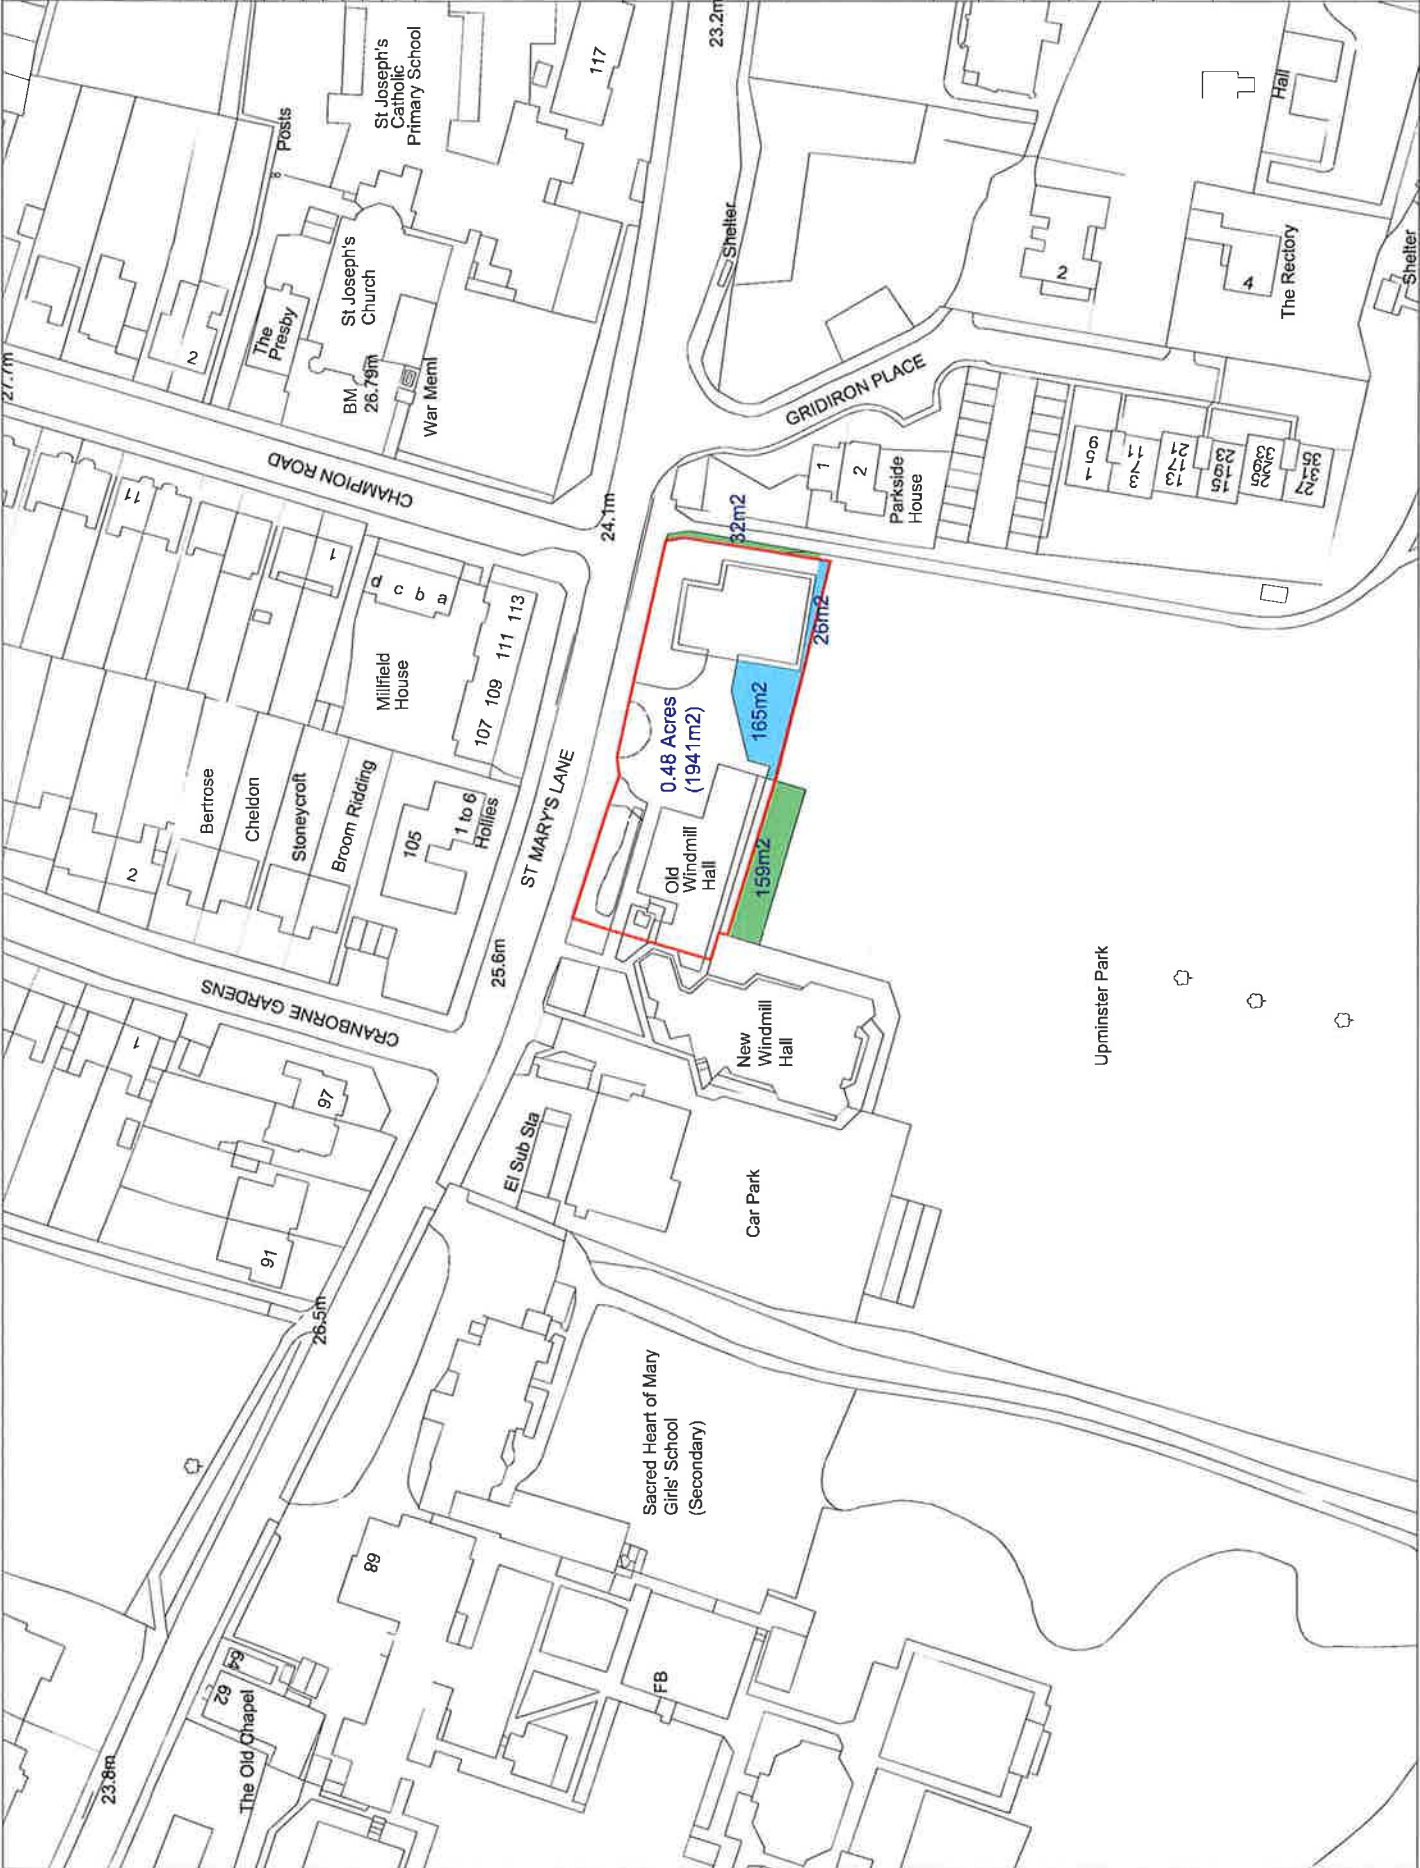 27.7m
2
Posts
St Joseph's
Catholic
Primary School
117
23.2m
The
Presby
St Joseph's
Church
BM
26.79m
War Meml
Shelter
Hall
2
4
The Rectory
Shelter
GRIDIRON PLACE
1
2
Parkside
House
CHAMPION ROAD
11
1
d
c
b
a
24.1m
Millfield
House
107
109
111
113
ST MARY'S LANE
Bertrose
Cheldon
Stoneycroft
Broom Ridding
2
105
1 to 6
Hollies
32m2
26m2
165m2
0.48 Acres
(1941m2)
159m2
Old
Windmill
Hall
25.6m
CRANBORNE GARDENS
1
97
91
New
Windmill
Hall
El Sub Sta
Car Park
Upminster Park
26.5m
Sacred Heart of Mary
Girls' School
(Secondary)
64
62
The Old Chapel
23.8m
FB